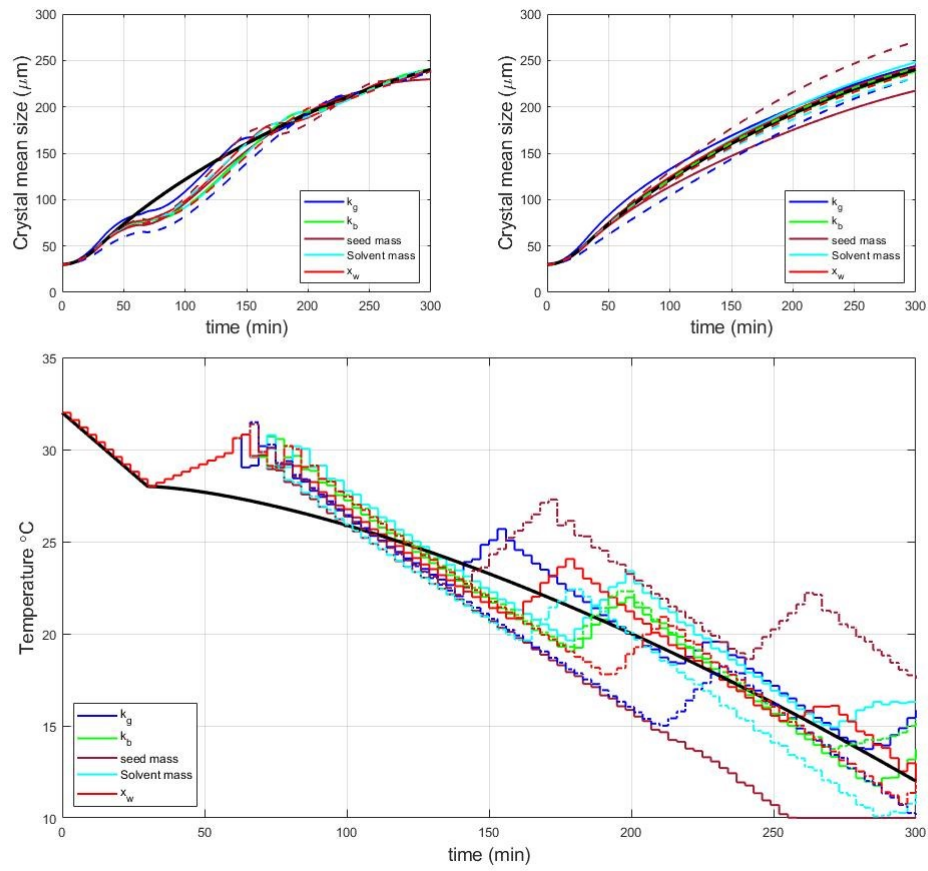 300
250
200
150
100
50
0
Crystal mean size (μm)
k_g
k_b
seed mass
Solvent mass
x_w
0 50 100 150 200 250 300
time (min)
300
250
200
150
100
50
0
Crystal mean size (μm)
k_g
k_b
seed mass
Solvent mass
x_w
0 50 100 150 200 250 300
time (min)
35
30
25
20
15
10
Temperature °C
k_g
k_b
seed mass
Solvent mass
x_w
0 50 100 150 200 250 300
time (min)